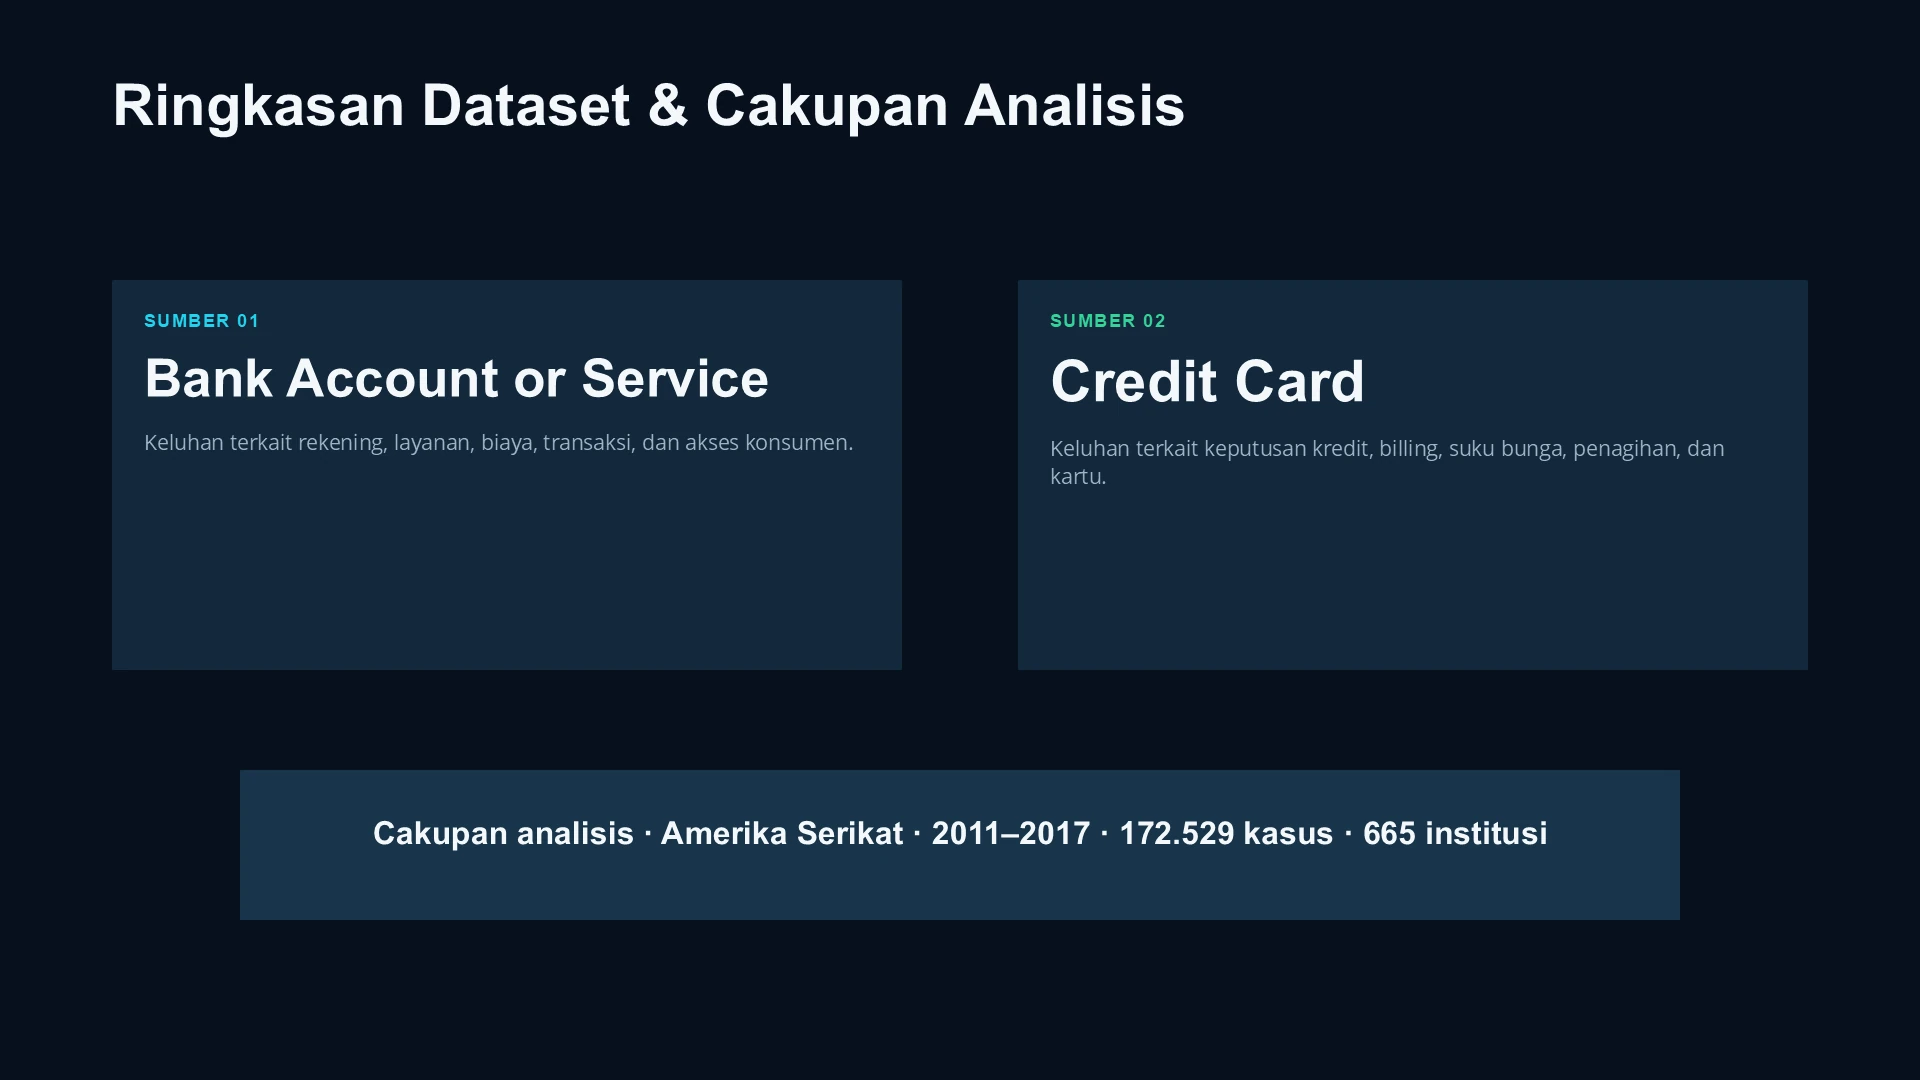 Ringkasan Dataset & Cakupan Analisis
SUMBER 01
Bank Account or Service
Keluhan terkait rekening, layanan, biaya, transaksi, dan akses konsumen.
SUMBER 02
Credit Card
Keluhan terkait keputusan kredit, billing, suku bunga, penagihan, dan
kartu.
Cakupan analisis · Amerika Serikat · 2011–2017 · 172.529 kasus · 665 institusi